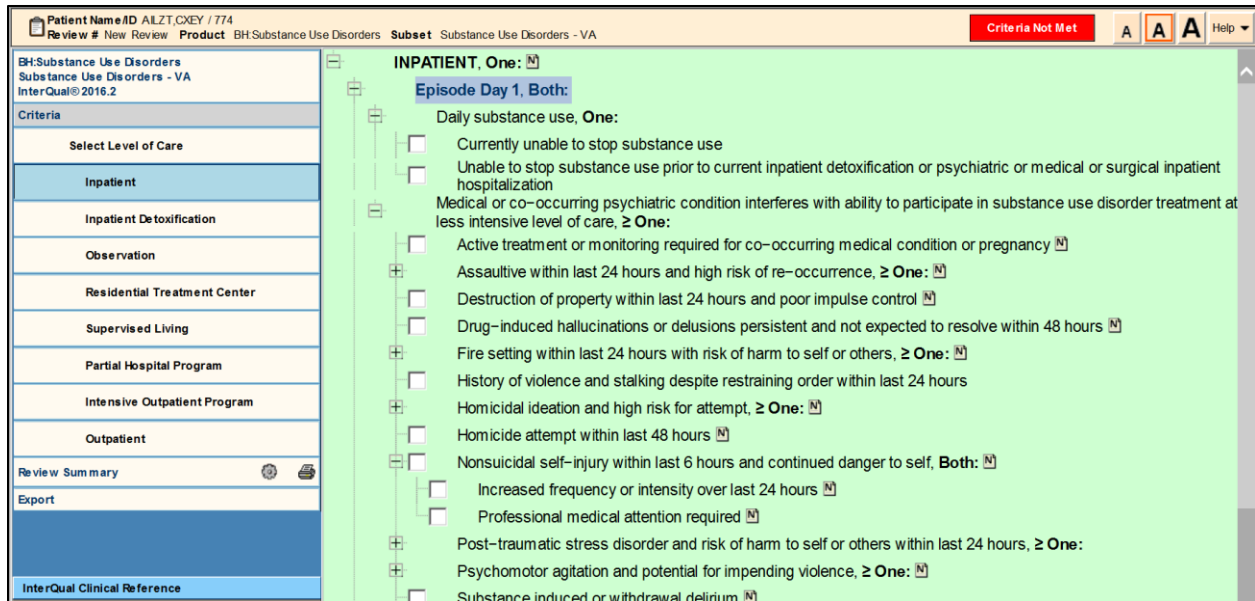 Patient Name/ID AILZT,CXEY / 774
Review # New Review Product BH:Substance Use Disorders Subset Substance Use Disorders - VA
Criteria Not Met
A A A Help
BH:Substance Use Disorders
Substance Use Disorders - VA
InterQual® 2016.2
Criteria
Select Level of Care
Inpatient
Inpatient Detoxification
Observation
Residential Treatment Center
Supervised Living
Partial Hospital Program
Intensive Outpatient Program
Outpatient
Review Summary
Export
InterQual Clinical Reference
INPATIENT, One: N
Episode Day 1, Both:
Daily substance use, One:
Currently unable to stop substance use
Unable to stop substance use prior to current inpatient detoxification or psychiatric or medical or surgical inpatient
hospitalization
Medical or co-occurring psychiatric condition interferes with ability to participate in substance use disorder treatment at
less intensive level of care, ≥ One:
Active treatment or monitoring required for co-occurring medical condition or pregnancy N
Assaultive within last 24 hours and high risk of re-occurrence, ≥ One: N
Destruction of property within last 24 hours and poor impulse control N
Drug-induced hallucinations or delusions persistent and not expected to resolve within 48 hours N
Fire setting within last 24 hours with risk of harm to self or others, ≥ One: N
History of violence and stalking despite restraining order within last 24 hours
Homicidal ideation and high risk for attempt, ≥ One: N
Homicide attempt within last 48 hours N
Nonsuicidal self-injury within last 6 hours and continued danger to self, Both: N
Increased frequency or intensity over last 24 hours N
Professional medical attention required N
Post-traumatic stress disorder and risk of harm to self or others within last 24 hours, ≥ One:
Psychomotor agitation and potential for impending violence, ≥ One: N
Substance induced or withdrawal delirium N